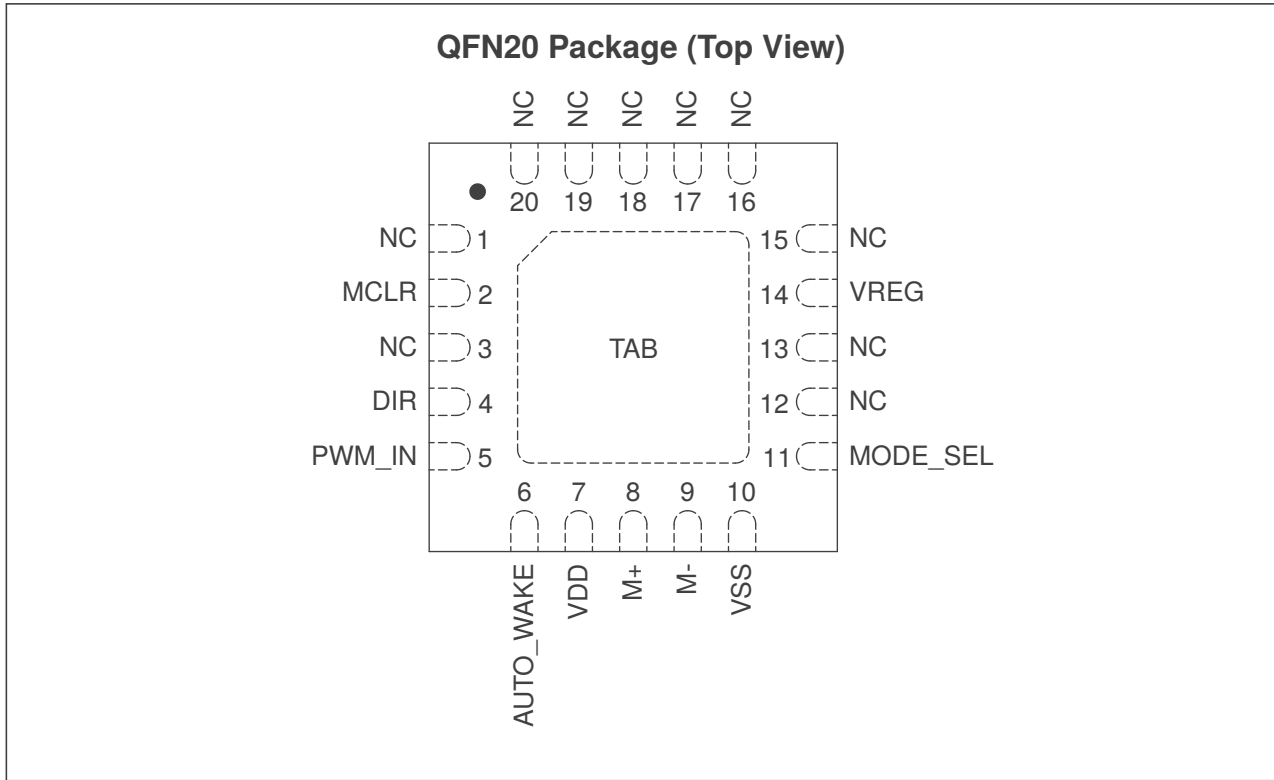 QFN20 Package (Top View)
NC NC NC NC NC
20 19 18 17 16
NC 1 15 NC
MCLR 2 14 VREG
NC 3 TAB 13 NC
DIR 4 12 NC
PWM_IN 5 11 MODE_SEL
6 7 8 9 10
AUTO_WAKE VDD M+ M- VSS